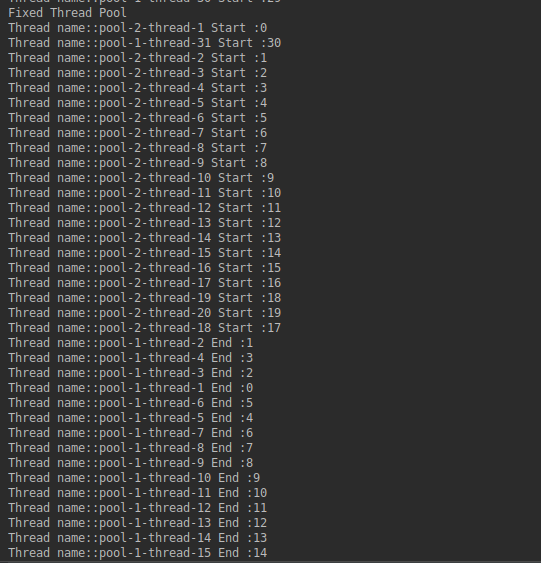 Thread name::pool-1-thread-30 Start :29
Fixed Thread Pool
Thread name::pool-2-thread-1 Start :0
Thread name::pool-1-thread-31 Start :30
Thread name::pool-2-thread-2 Start :1
Thread name::pool-2-thread-3 Start :2
Thread name::pool-2-thread-4 Start :3
Thread name::pool-2-thread-5 Start :4
Thread name::pool-2-thread-6 Start :5
Thread name::pool-2-thread-7 Start :6
Thread name::pool-2-thread-8 Start :7
Thread name::pool-2-thread-9 Start :8
Thread name::pool-2-thread-10 Start :9
Thread name::pool-2-thread-11 Start :10
Thread name::pool-2-thread-12 Start :11
Thread name::pool-2-thread-13 Start :12
Thread name::pool-2-thread-14 Start :13
Thread name::pool-2-thread-15 Start :14
Thread name::pool-2-thread-16 Start :15
Thread name::pool-2-thread-17 Start :16
Thread name::pool-2-thread-19 Start :18
Thread name::pool-2-thread-20 Start :19
Thread name::pool-2-thread-18 Start :17
Thread name::pool-1-thread-2 End :1
Thread name::pool-1-thread-4 End :3
Thread name::pool-1-thread-3 End :2
Thread name::pool-1-thread-1 End :0
Thread name::pool-1-thread-6 End :5
Thread name::pool-1-thread-5 End :4
Thread name::pool-1-thread-7 End :6
Thread name::pool-1-thread-8 End :7
Thread name::pool-1-thread-9 End :8
Thread name::pool-1-thread-10 End :9
Thread name::pool-1-thread-11 End :10
Thread name::pool-1-thread-12 End :11
Thread name::pool-1-thread-13 End :12
Thread name::pool-1-thread-14 End :13
Thread name::pool-1-thread-15 End :14